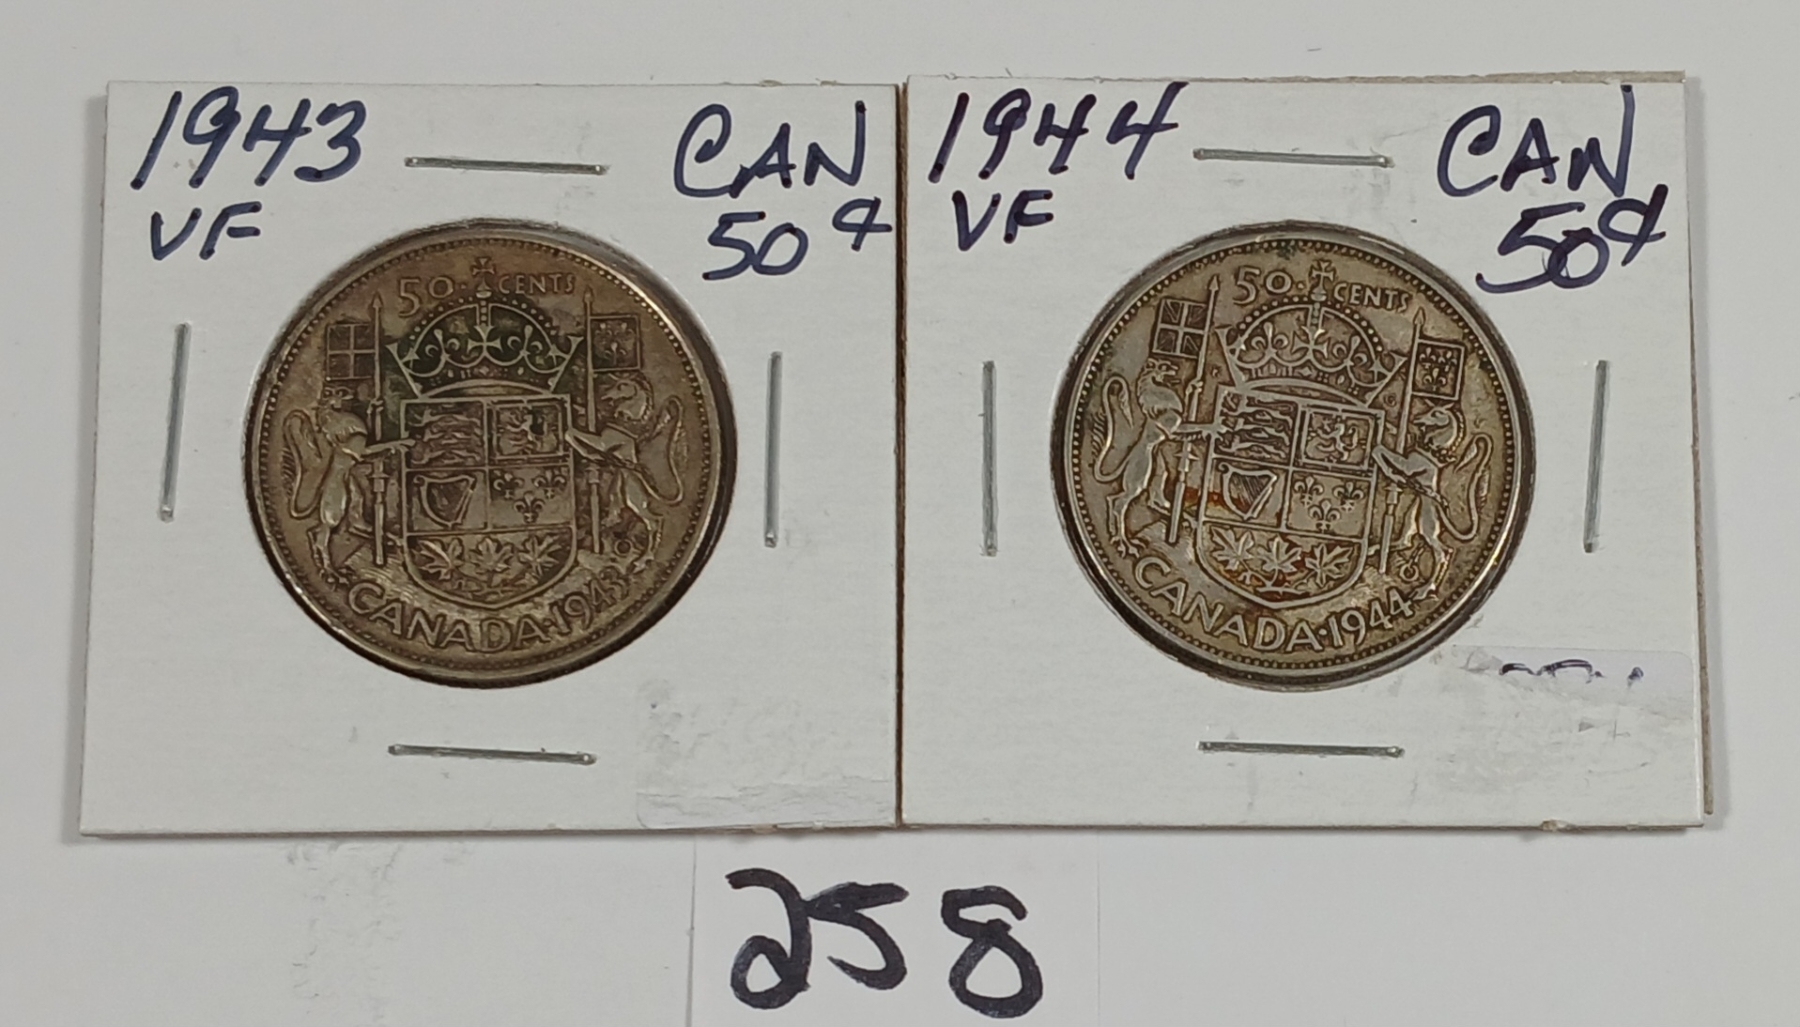 1943 CAN
VF 50¢
50 CENTS
CANADA·1943
1944 CAN
VF 50¢
50 CENTS
CANADA·1944
258